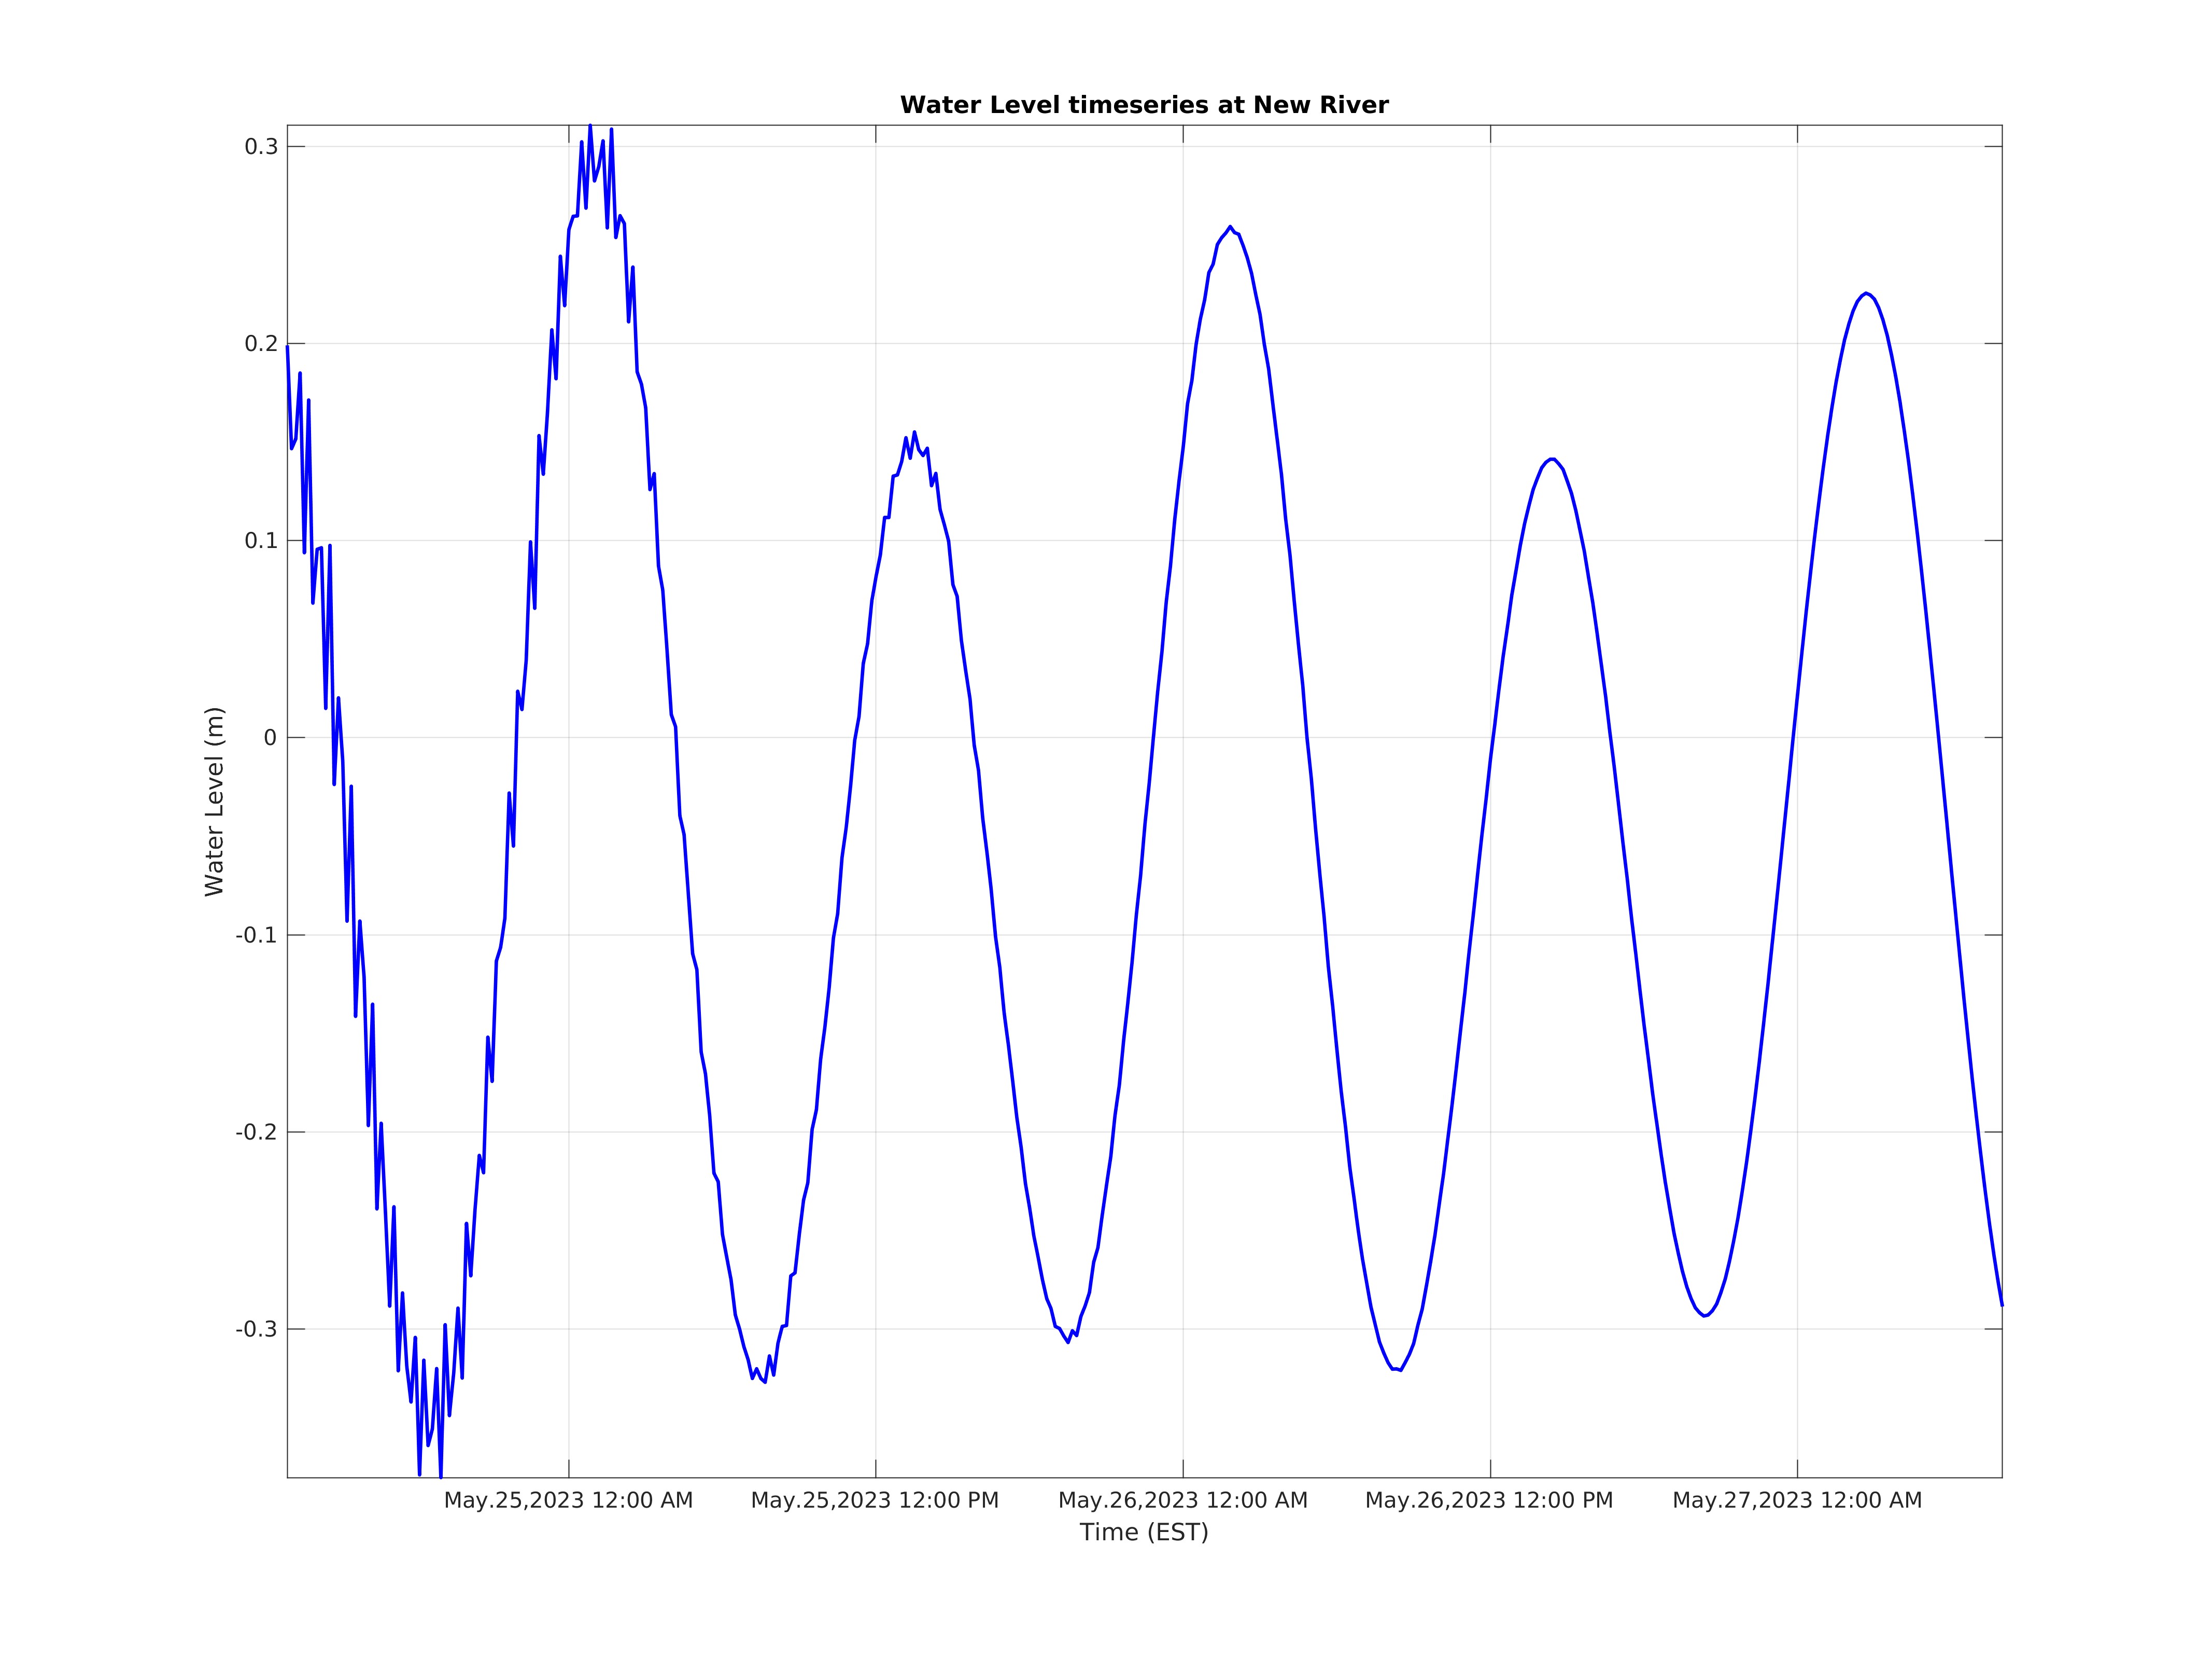 Water Level timeseries at New River
0.3
0.2
0.1
0
-0.1
-0.2
-0.3
Water Level (m)
May.25,2023 12:00 AM
May.25,2023 12:00 PM
May.26,2023 12:00 AM
May.26,2023 12:00 PM
May.27,2023 12:00 AM
Time (EST)